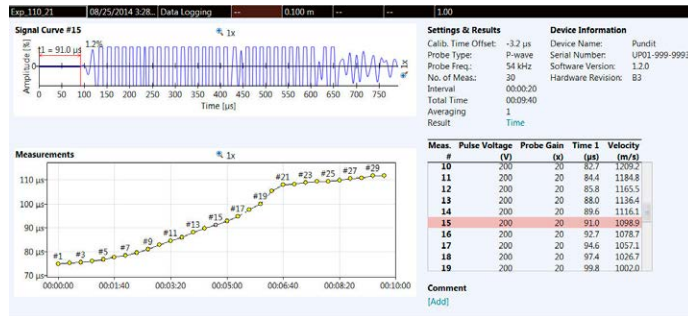 Exp_110_21 08/25/2014 3:28... Data Logging -- 0.100 m -- -- 1.00
Signal Curve #15 1x
t1 = 91.0 μs 1.2%
Amplitude [%]
0
1x
0 50 100 150 200 250 300 350 400 450 500 550 600 650 700 750
Time [μs]
Settings & Results
Calib. Time Offset: -3.2 μs
Probe Type: P-wave
Probe Freq.: 54 kHz
No. of Meas.: 30
Interval 00:00:20
Total Time 00:09:40
Averaging 1
Result Time
Device Information
Device Name: Pundit
Serial Number: UP01-999-9993
Software Version: 1.2.0
Hardware Revision: B3
Measurements 1x
110 μs
100 μs
90 μs
80 μs
70 μs
#1 #3 #5 #7 #9 #11 #13 #15 #17 #19 #21 #23 #25 #27 #29
00:00:00 00:01:40 00:03:20 00:05:00 00:06:40 00:08:20 00:10:00
Meas. Pulse Voltage Probe Gain Time 1 Velocity
# (V) (x) (μs) (m/s)
10 200 20 82.7 1209.2
11 200 20 84.4 1184.8
12 200 20 85.8 1165.5
13 200 20 88.0 1136.4
14 200 20 89.6 1116.1
15 200 20 91.0 1098.9
16 200 20 92.7 1078.7
17 200 20 94.6 1057.1
18 200 20 97.4 1026.7
19 200 20 99.8 1002.0
Comment
[Add]